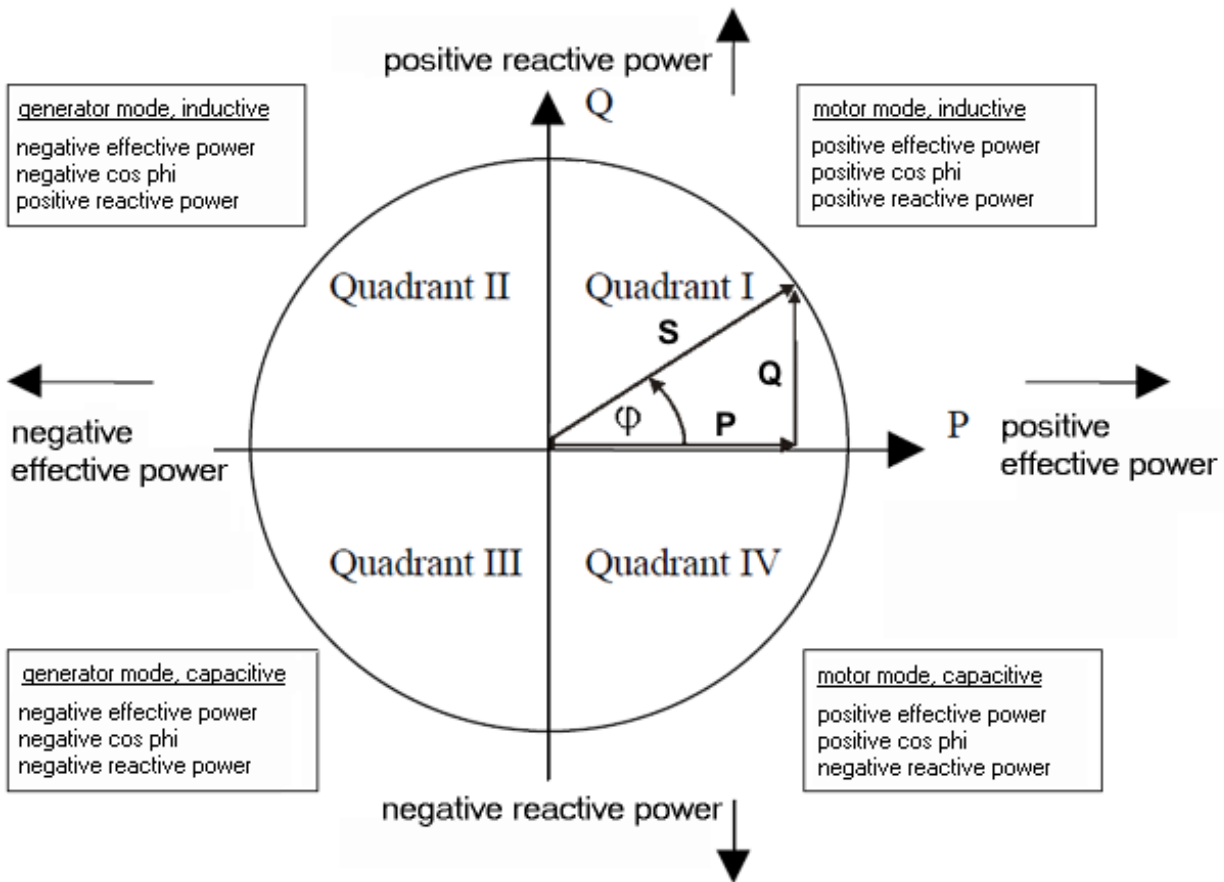 positive reactive power
Q
generator mode, inductive
negative effective power
negative cos phi
positive reactive power
motor mode, inductive
positive effective power
positive cos phi
positive reactive power
Quadrant II
Quadrant I
S
Q
φ
P
P
negative
effective power
positive
effective power
Quadrant III
Quadrant IV
generator mode, capacitive
negative effective power
negative cos phi
negative reactive power
motor mode, capacitive
positive effective power
positive cos phi
negative reactive power
negative reactive power